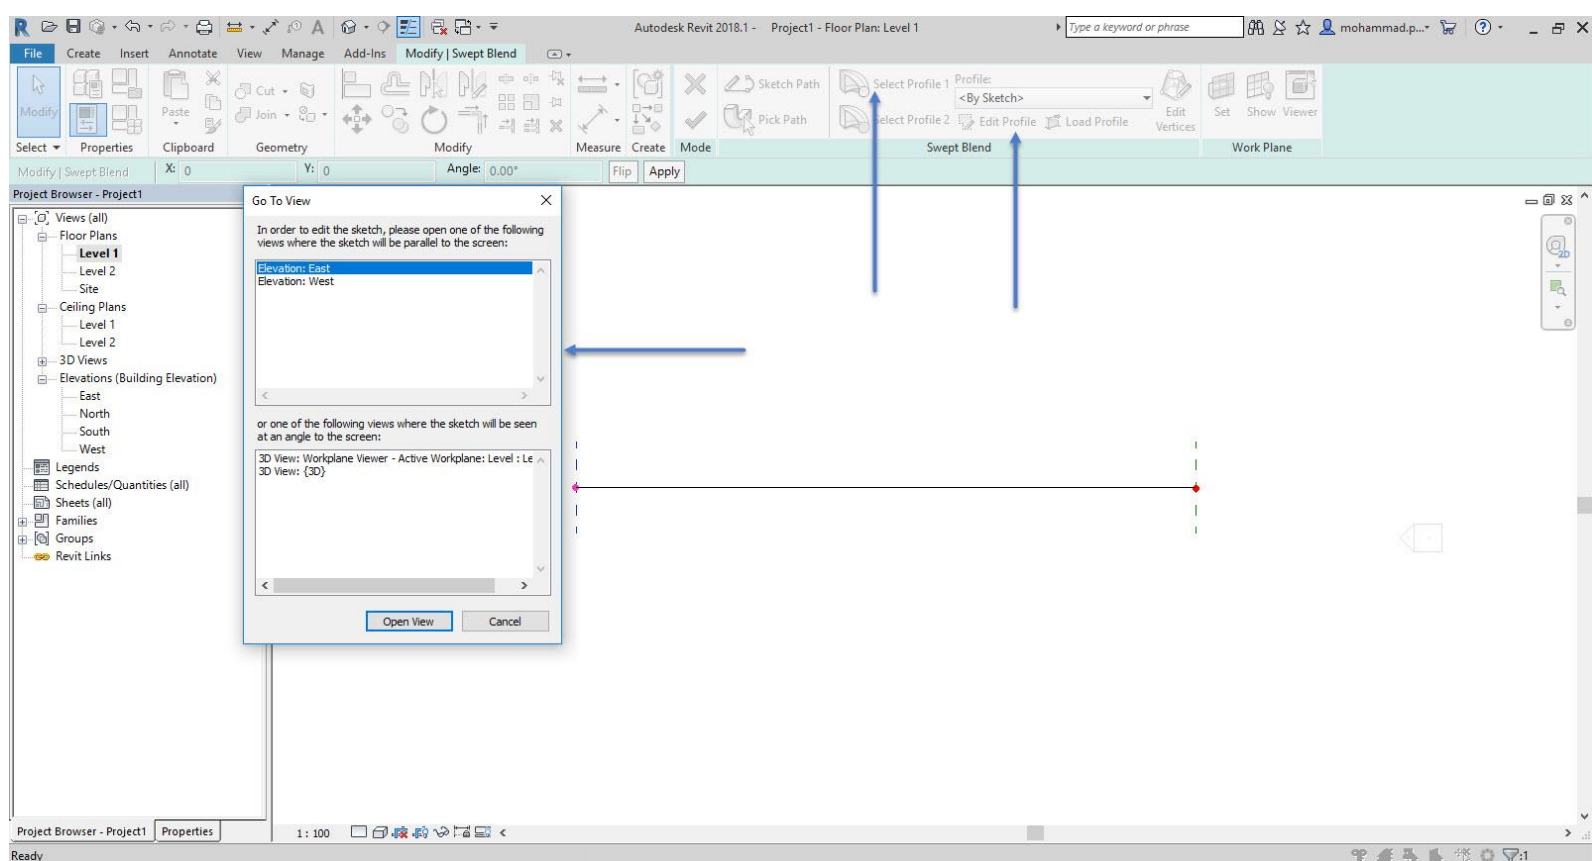 Autodesk Revit 2018.1 - Project1 - Floor Plan: Level 1
Type a keyword or phrase
mohammad.p...
File Create Insert Annotate View Manage Add-Ins Modify | Swept Blend
Modify
Paste
Cut
Join
Sketch Path
Pick Path
Select Profile 1
Select Profile 2
Profile:
<By Sketch>
Edit Profile
Load Profile
Edit
Vertices
Set Show Viewer
Select Properties Clipboard Geometry Modify Measure Create Mode Swept Blend Work Plane
Modify | Swept Blend X: 0 Y: 0 Angle: 0.00° Flip Apply
Project Browser - Project1
Views (all)
Floor Plans
Level 1
Level 2
Site
Ceiling Plans
Level 1
Level 2
3D Views
Elevations (Building Elevation)
East
North
South
West
Legends
Schedules/Quantities (all)
Sheets (all)
Families
Groups
Revit Links
Go To View
In order to edit the sketch, please open one of the following
views where the sketch will be parallel to the screen:
Elevation: East
Elevation: West
or one of the following views where the sketch will be seen
at an angle to the screen:
3D View: Workplane Viewer - Active Workplane: Level : Le
3D View: {3D}
Open View Cancel
2D
Project Browser - Project1 Properties
1 : 100
Ready
:1